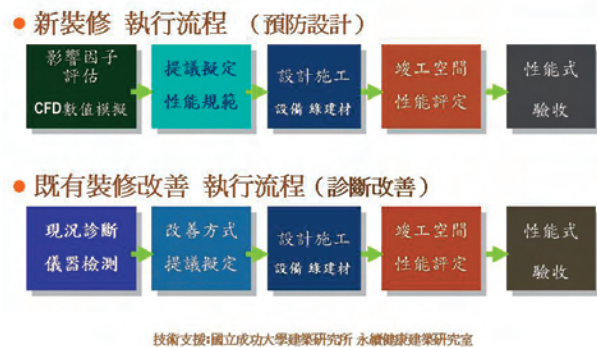 新裝修 執行流程 (預防設計)
影響因子
評估
CFD數值模擬
提議擬定
性能規範
設計施工
設備 綠建材
竣工空間
性能評定
性能式
驗收
既有裝修改善 執行流程(診斷改善)
現況診斷
儀器檢測
改善方式
提議擬定
設計施工
設備 綠建材
竣工空間
性能評定
性能式
驗收
技術支援:國立成功大學建築研究所 永續健康建築研究室